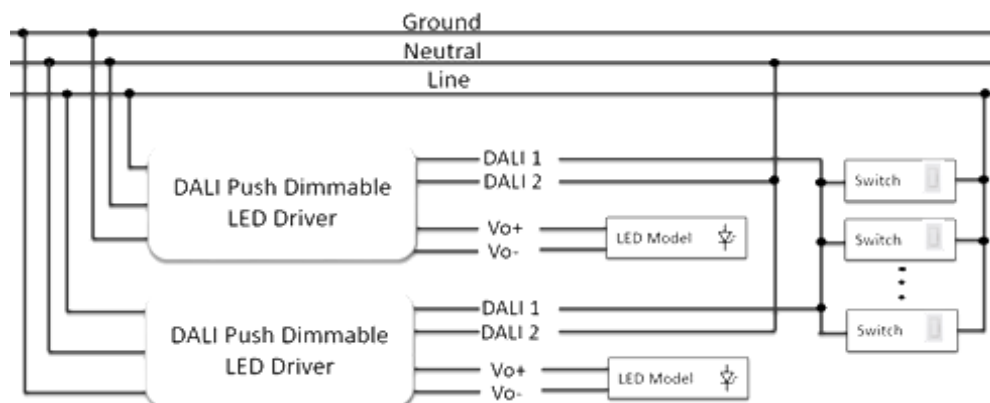 Ground
Neutral
Line
DALI Push Dimmable
LED Driver
DALI 1
DALI 2
Vo+
Vo-
LED Model
Switch
Switch
Switch
DALI Push Dimmable
LED Driver
DALI 1
DALI 2
Vo+
Vo-
LED Model